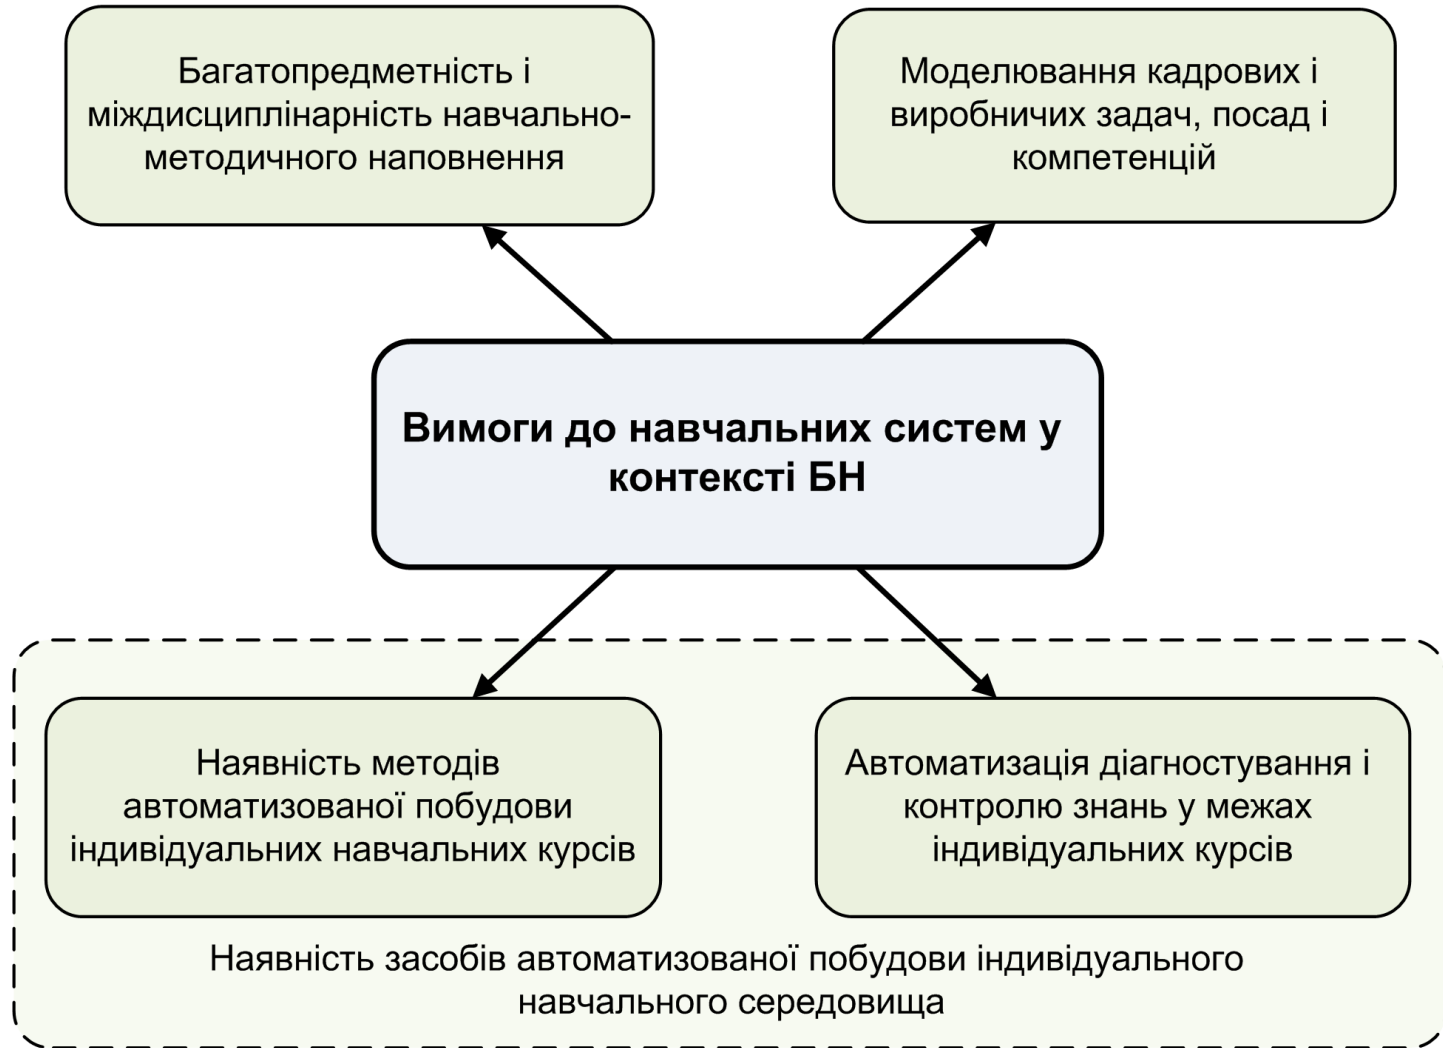 Багатопредметність і
міждисциплінарність навчально-
методичного наповнення
Моделювання кадрових і
виробничих задач, посад і
компетенцій
Вимоги до навчальних систем у
контексті БН
Наявність методів
автоматизованої побудови
індивідуальних навчальних курсів
Автоматизація діагностування і
контролю знань у межах
індивідуальних курсів
Наявність засобів автоматизованої побудови індивідуального
навчального середовища